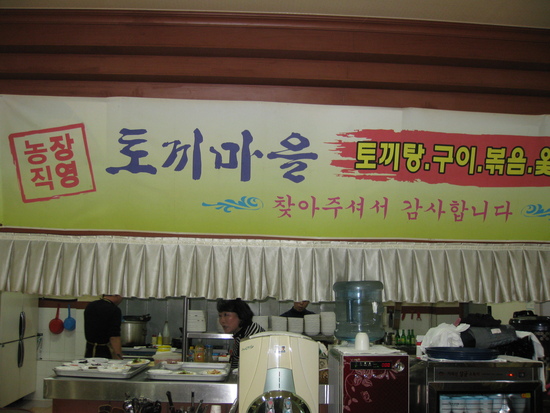 농장
직영
토끼마을
토끼탕.구이.볶음.옻
찾아주셔서 감사합니다